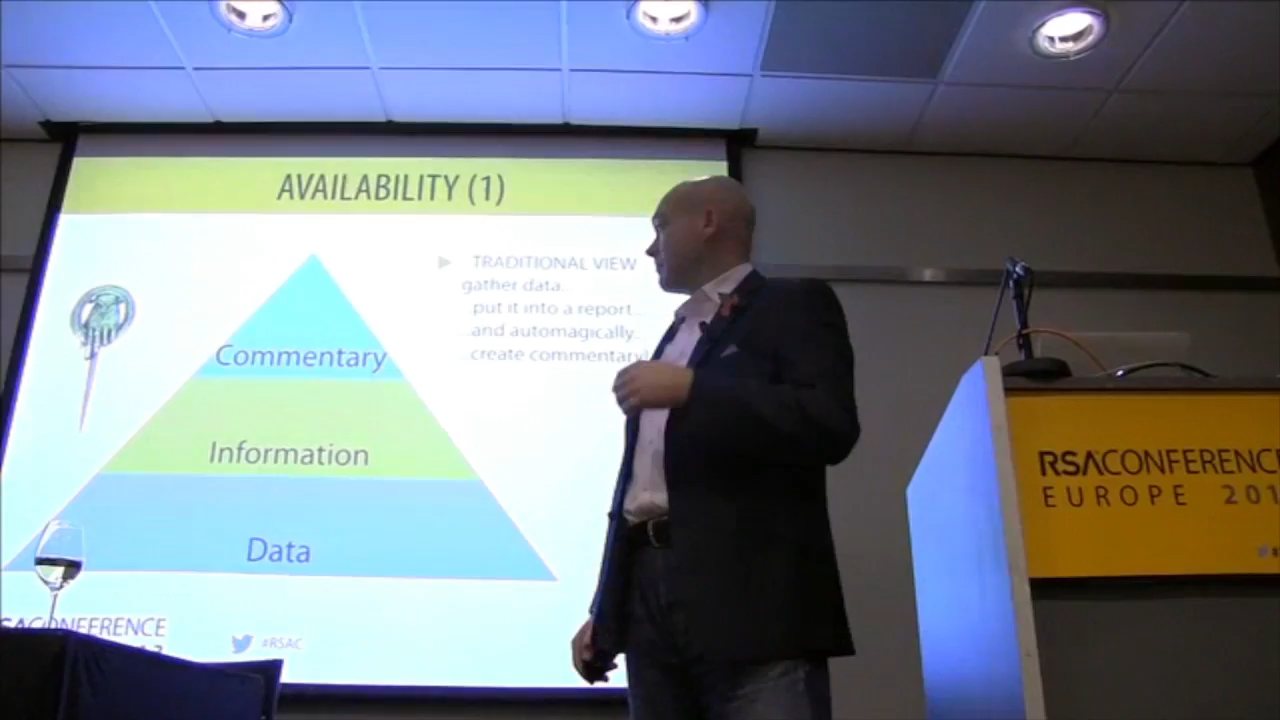 AVAILABILITY (1)
TRADITIONAL VIEW
gather data..
..put it into a report..
..and automagically..
..create commentary!
Commentary
Information
Data
#RSAC
RSACONFERENCE
EUROPE 201